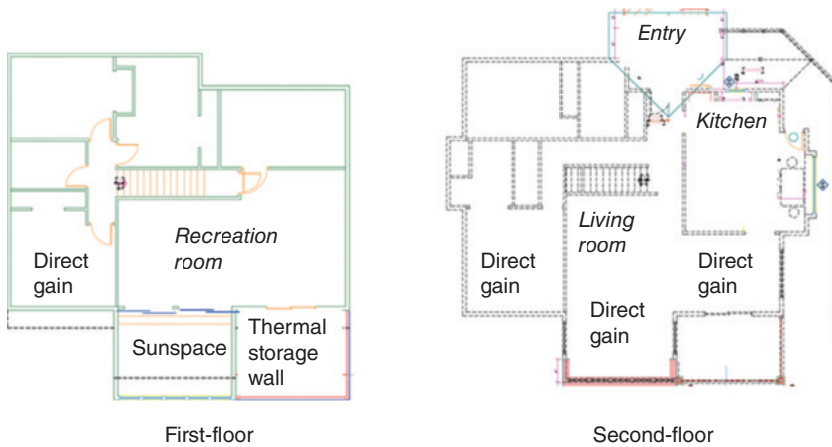 Entry
Kitchen
Recreation
room
Direct
gain
Living
room
Direct
gain
Direct
gain
Direct
gain
Sunspace
Thermal
storage
wall
First-floor
Second-floor